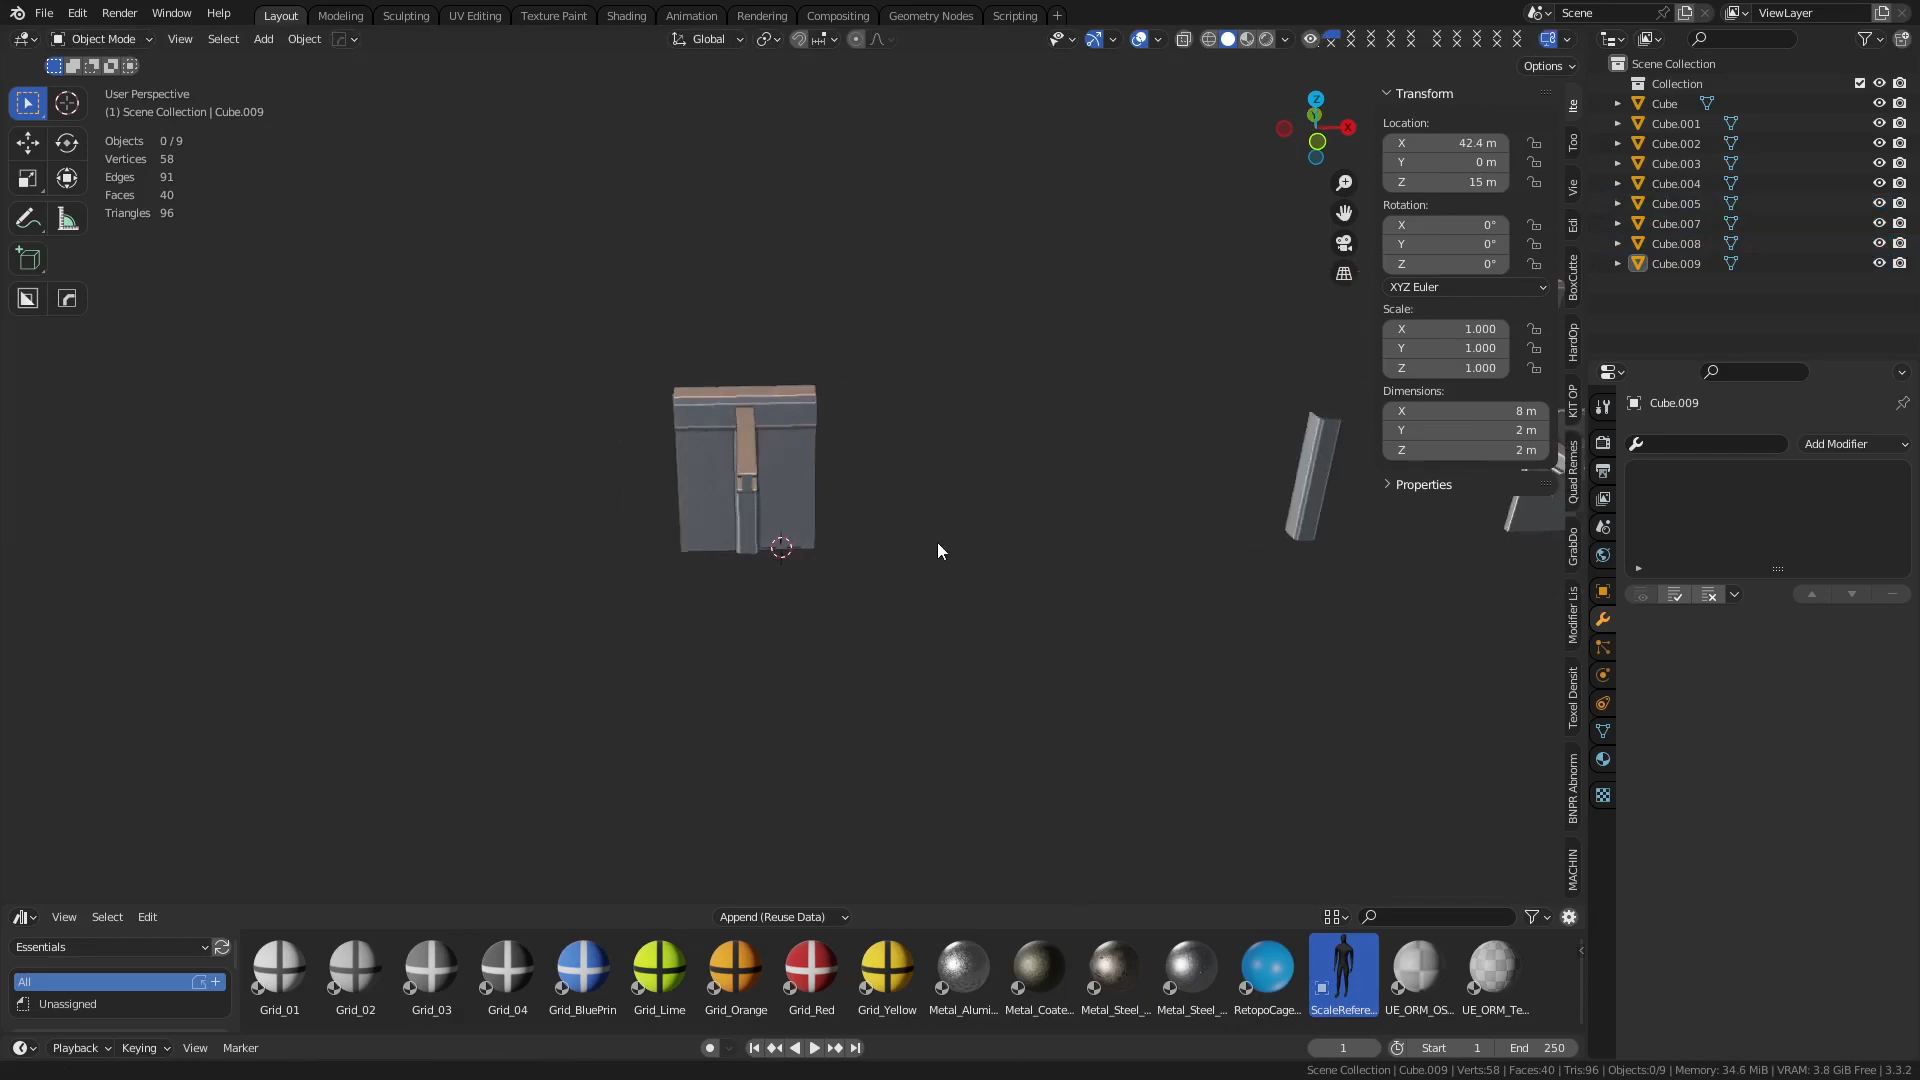 File Edit Render Window Help Layout Modeling Sculpting UV Editing Texture Paint Shading Animation Rendering Compositing Geometry Nodes Scripting Scene ViewLayer
Object Mode View Select Add Object Global
Options
User Perspective
(1) Scene Collection | Cube.009
Objects 0/9
Vertices 58
Edges 91
Faces 40
Triangles 96
Z
Y
X
Transform
Location:
X 42.4 m
Y 0 m
Z 15 m
Rotation:
X 0°
Y 0°
Z 0°
XYZ Euler
Scale:
X 1.000
Y 1.000
Z 1.000
Dimensions:
X 8 m
Y 2 m
Z 2 m
Properties
Ite
Too
Vie
Edi
BoxCutte
HardOp
KIT OP
Quad Remes
GrabDo
Modifier Lis
Texel Densit
BNPR Abnorm
MACHIN
Scene Collection
Collection
Cube
Cube.001
Cube.002
Cube.003
Cube.004
Cube.005
Cube.007
Cube.008
Cube.009
Cube.009
Add Modifier
View Select Edit Append (Reuse Data)
Essentials
All
Unassigned
Grid_01 Grid_02 Grid_03 Grid_04 Grid_BluePrin Grid_Lime Grid_Orange Grid_Red Grid_Yellow Metal_Alumi... Metal_Coate... Metal_Steel_... Metal_Steel_... RetopoCage... ScaleRefere... UE_ORM_OS... UE_ORM_Te...
Playback Keying View Marker 1 Start 1 End 250
Scene Collection | Cube.009 | Verts:58 | Faces:40 | Tris:96 | Objects:0/9 | Memory: 34.6 MiB | VRAM: 3.8 GiB Free | 3.3.2